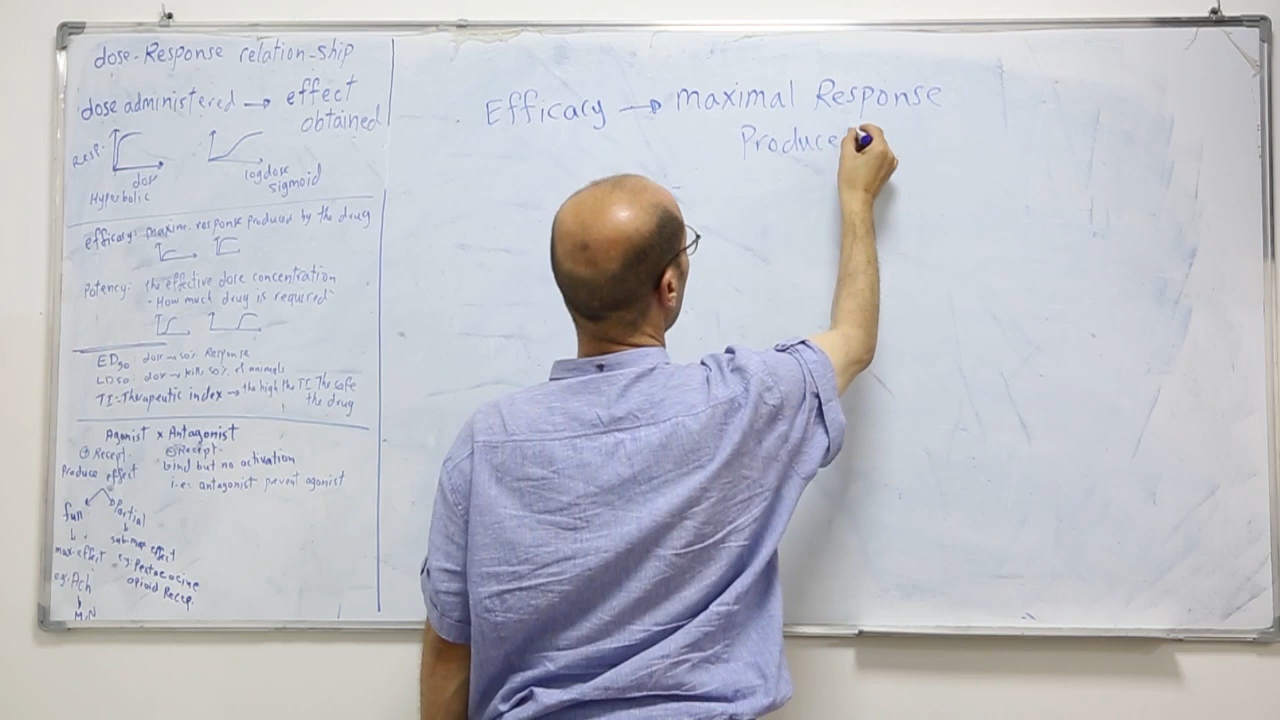 dose-Response relation-ship
dose administered → effect
obtained
Resp.
dose
Hyperbolic
log dose
sigmoid
efficacy: maxim. response produced by the drug
Potency: the effective dose concentration
- How much drug is required
ED50 : dose → 50% Response
LD50 : dose → kills 50% of animals
TI=Therapeutic index → the high the TI The safe
the drug
Agonist x Antagonist
⊕ Recept.
Produce effect
full
max. effect
eg. Ach
M,N
Partial
sub-max effect
eg. Pentazocine
opioid Recep.
⊖ Recept.
bind but no activation
i.e. antagonist prevent agonist
Efficacy → maximal Response
Produce